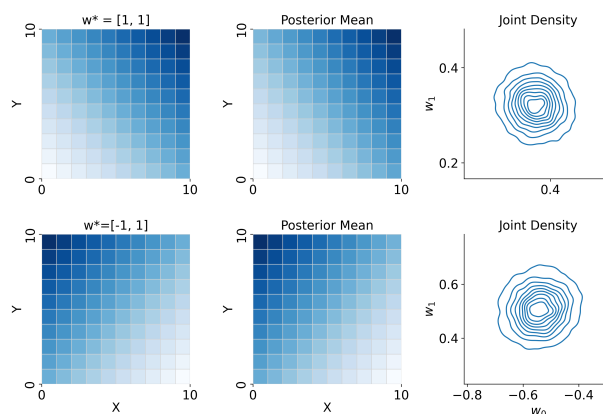 w* = [1, 1]
Posterior Mean
Joint Density
10
Y
0
0
10
10
Y
0
0
10
w₁
0.4
0.2
0.4
w*=[-1, 1]
Posterior Mean
Joint Density
10
Y
0
0
10
X
10
Y
0
0
10
X
w₁
0.6
0.4
−0.8
−0.6
−0.4
w₀